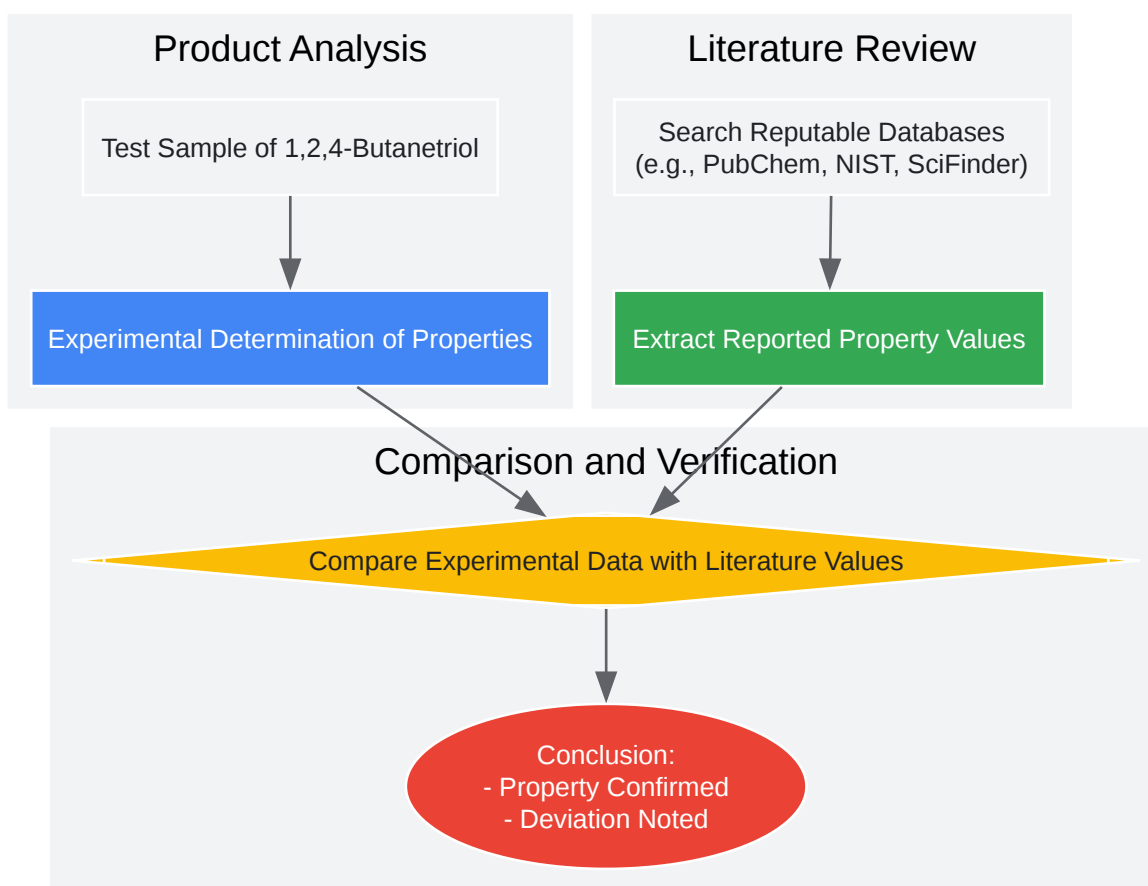 Product Analysis
Test Sample of 1,2,4-Butanetriol
Experimental Determination of Properties
Literature Review
Search Reputable Databases
(e.g., PubChem, NIST, SciFinder)
Extract Reported Property Values
Comparison and Verification
Compare Experimental Data with Literature Values
Conclusion:
- Property Confirmed
- Deviation Noted